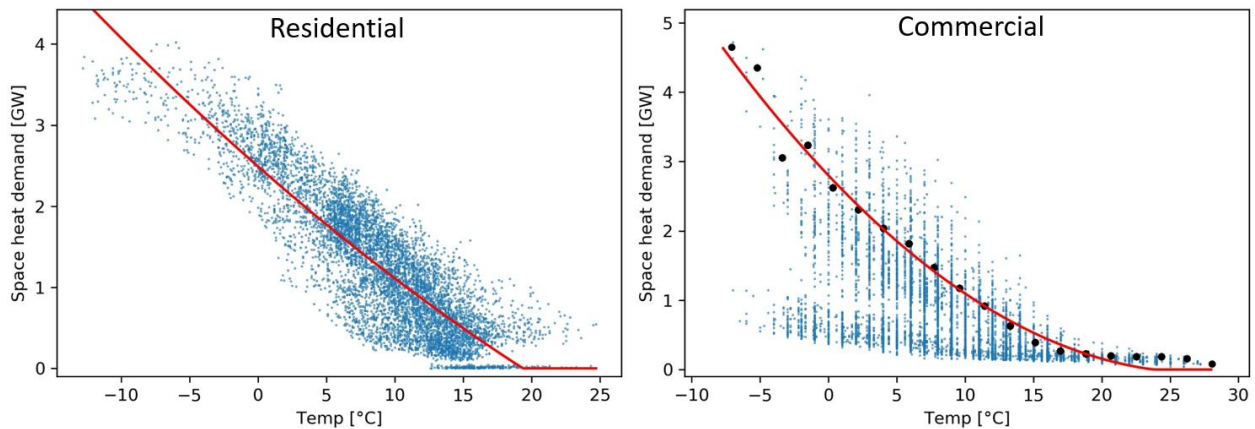 Residential
Space heat demand [GW]
4
3
2
1
0
−10 −5 0 5 10 15 20 25
Temp [°C]
Commercial
Space heat demand [GW]
5
4
3
2
1
0
−10 −5 0 5 10 15 20 25 30
Temp [°C]